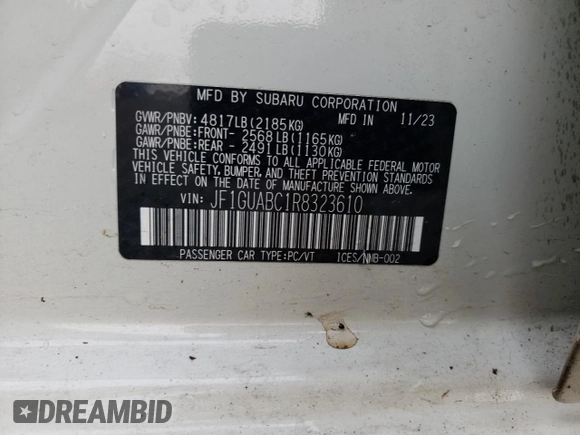 MFD BY SUBARU CORPORATION
GVWR/PNBV: 4817LB(2185KG) MFD IN 11/23
GAWR/PNBE:FRONT- 2568LB(1165KG)
GAWR/PNBE:REAR - 2491LB(1130KG)
THIS VEHICLE CONFORMS TO ALL APPLICABLE FEDERAL MOTOR
VEHICLE SAFETY, BUMPER, AND THEFT PREVENTION STANDARDS
IN EFFECT ON THE DATE OF MANUFACTURE SHOWN ABOVE.
VIN: JF1GUABC1R8323610
PASSENGER CAR TYPE:PC/VT ICES/NMB-002
DREAMBID